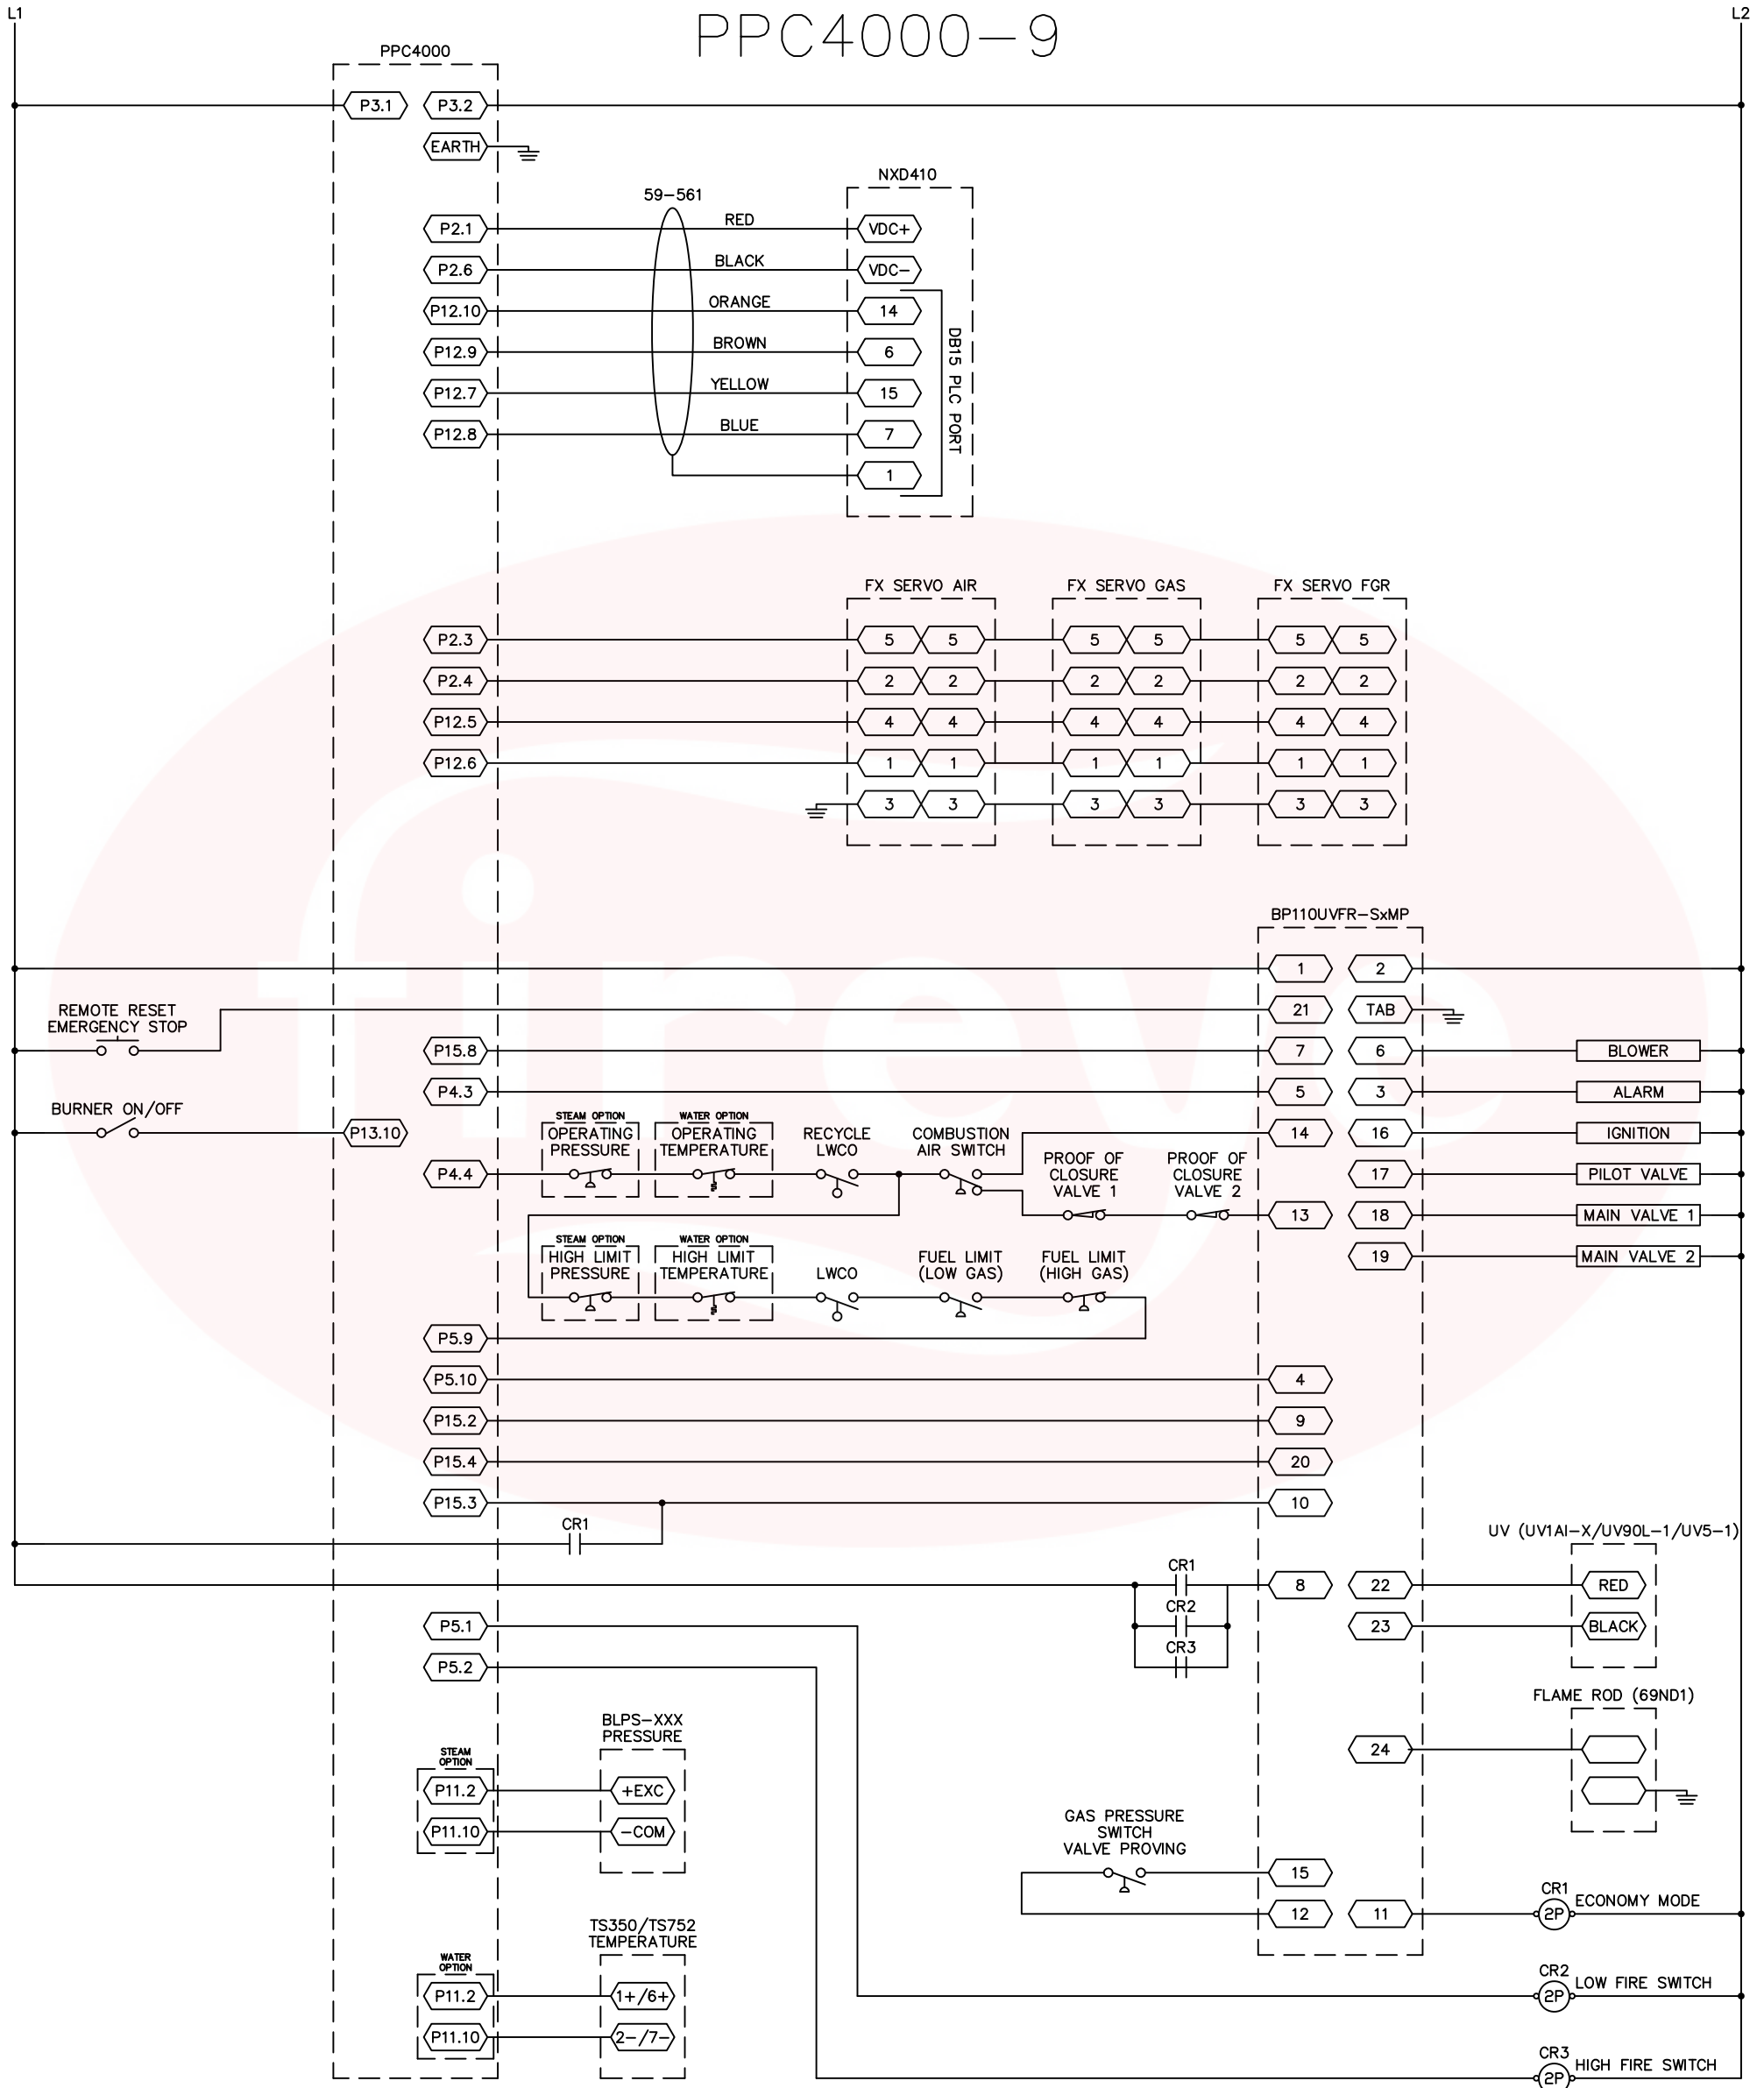 L1
L2
PPC4000-9
PPC4000
P3.1
P3.2
EARTH
NXD410
59-561
P2.1
RED
VDC+
P2.6
BLACK
VDC-
P12.10
ORANGE
14
P12.9
BROWN
6
P12.7
YELLOW
15
P12.8
BLUE
7
1
DB15 PLC PORT
FX SERVO AIR
FX SERVO GAS
FX SERVO FGR
P2.3
5 5 5 5 5 5
P2.4
2 2 2 2 2 2
P12.5
4 4 4 4 4 4
P12.6
1 1 1 1 1 1
3 3 3 3 3 3
fireye
BP110UVFR-SxMP
1
2
REMOTE RESET
EMERGENCY STOP
21
TAB
P15.8
7
6
BLOWER
P4.3
5
3
ALARM
BURNER ON/OFF
P13.10
14
16
IGNITION
STEAM OPTION
OPERATING
PRESSURE
WATER OPTION
OPERATING
TEMPERATURE
RECYCLE
LWCO
COMBUSTION
AIR SWITCH
PROOF OF
CLOSURE
VALVE 1
PROOF OF
CLOSURE
VALVE 2
P4.4
17
PILOT VALVE
13
18
MAIN VALVE 1
19
MAIN VALVE 2
STEAM OPTION
HIGH LIMIT
PRESSURE
WATER OPTION
HIGH LIMIT
TEMPERATURE
LWCO
FUEL LIMIT
(LOW GAS)
FUEL LIMIT
(HIGH GAS)
P5.9
P5.10
4
P15.2
9
P15.4
20
P15.3
10
CR1
UV (UV1AI-X/UV90L-1/UV5-1)
CR1
8
22
RED
P5.1
CR2
23
BLACK
P5.2
CR3
FLAME ROD (69ND1)
24
BLPS-XXX
PRESSURE
STEAM
OPTION
P11.2
+EXC
P11.10
-COM
GAS PRESSURE
SWITCH
VALVE PROVING
15
12
11
CR1
2P
ECONOMY MODE
TS350/TS752
TEMPERATURE
WATER
OPTION
P11.2
1+/6+
P11.10
2-/7-
CR2
2P
LOW FIRE SWITCH
CR3
2P
HIGH FIRE SWITCH